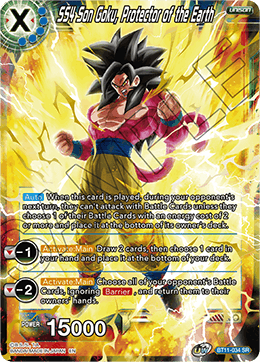 X
SS4 Son Goku, Protector of the Earth
UNISON
Auto When this card is played, during your opponent's
next turn, they can't attack with Battle Cards unless they
choose 1 of their Battle Cards with an energy cost of 2
or more and place it at the bottom of its owner's deck.
-1 Activate:Main Draw 2 cards, then choose 1 card in
your hand and place it at the bottom of your deck.
-2 Activate:Main Choose all of your opponent's Battle
Cards, ignoring Barrier, and return them to their
owners' hands.
POWER 15000
BT11-034 SR